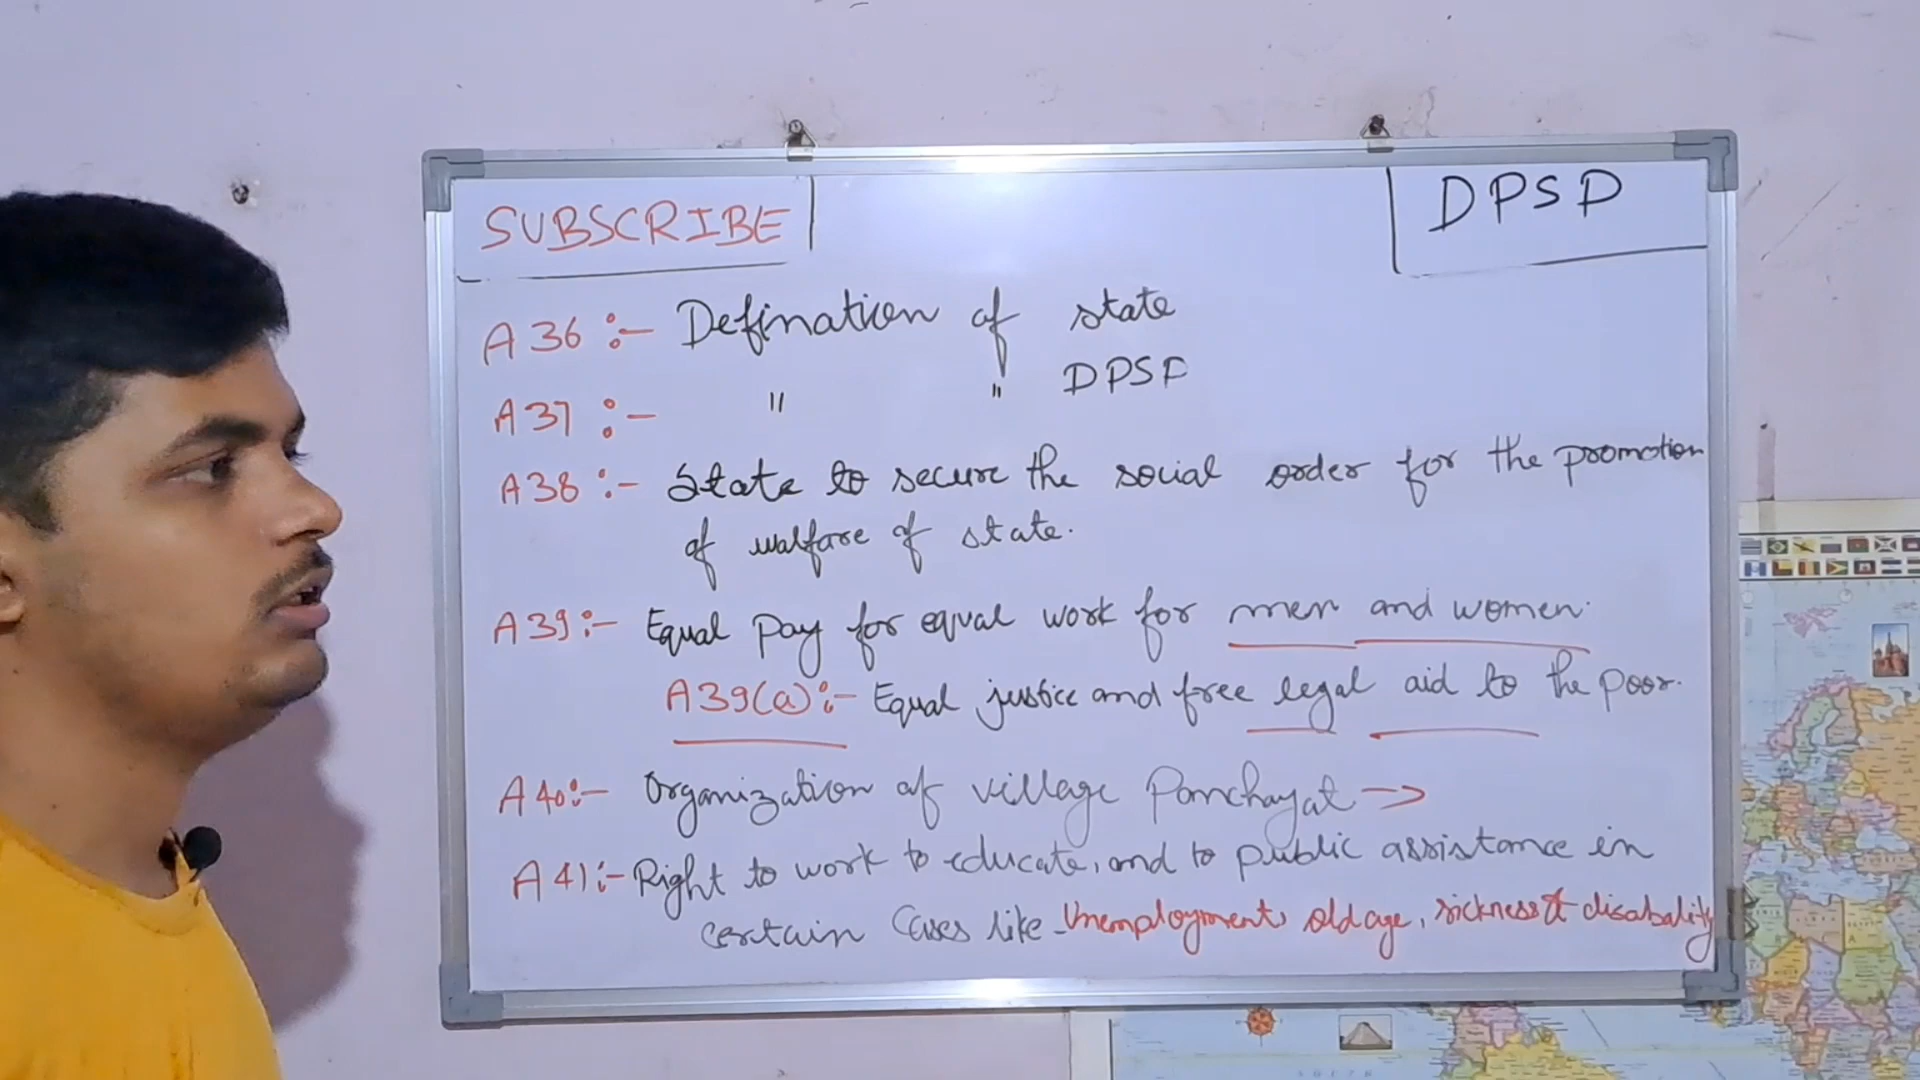 SUBSCRIBE
DPSP
A 36 :- Defination of state
A 37 :- " " DPSP
A 38 :- State to secure the social order for the promotion
of walfare of state.
A 39 :- Equal Pay for equal work for men and women.
A 39(a) :- Equal justice and free legal aid to the poor.
A 40 :- Organization of village Panchayat →
A 41 :- Right to work to educate, and to public assistance in
certain Cases like Unemployment, old age, sickness & disabality